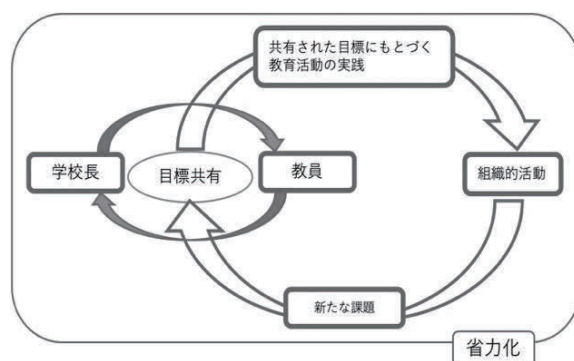 共有された目標にもとづく
教育活動の実践
学校長
目標共有
教員
組織的活動
新たな課題
省力化